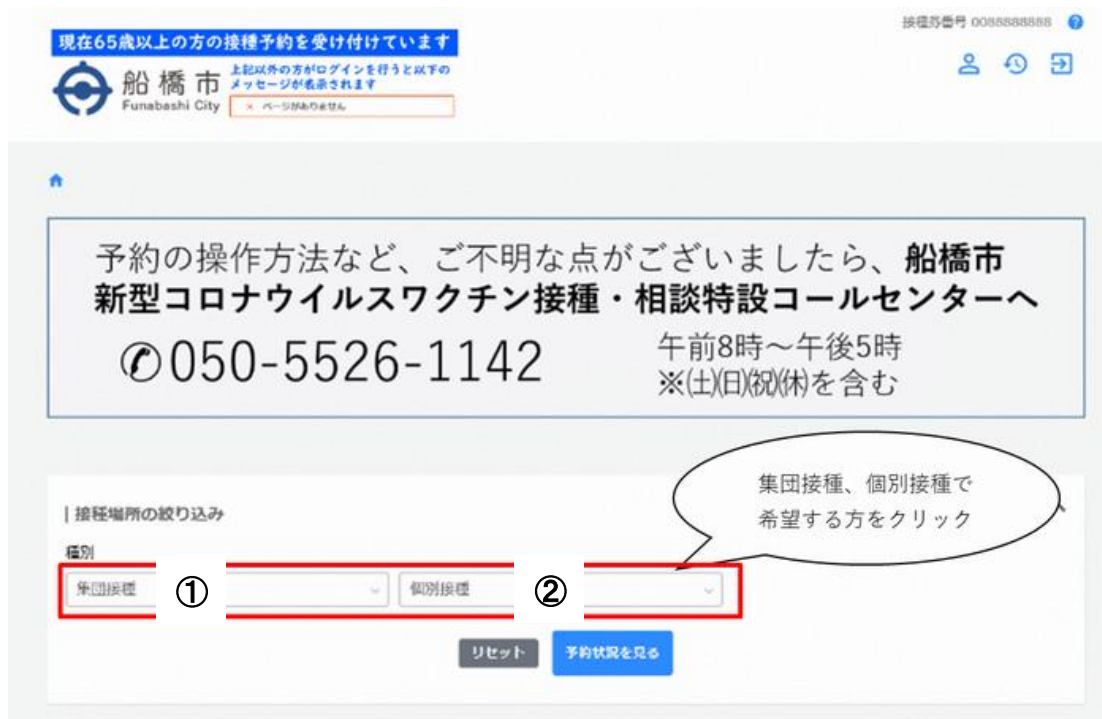 接種券番号 0088888888
現在65歳以上の方の接種予約を受け付けています
船橋市
Funabashi City
上記以外の方がログインを行うと以下の
メッセージが表示されます
× ページがありません
予約の操作方法など、ご不明な点がございましたら、船橋市
新型コロナウイルスワクチン接種・相談特設コールセンターへ
✆050-5526-1142
午前8時～午後5時
※㈯㈰㈷㈹を含む
集団接種、個別接種で
希望する方をクリック
|接種場所の絞り込み
種別
集団接種 ① 個別接種 ②
リセット 予約状況を見る